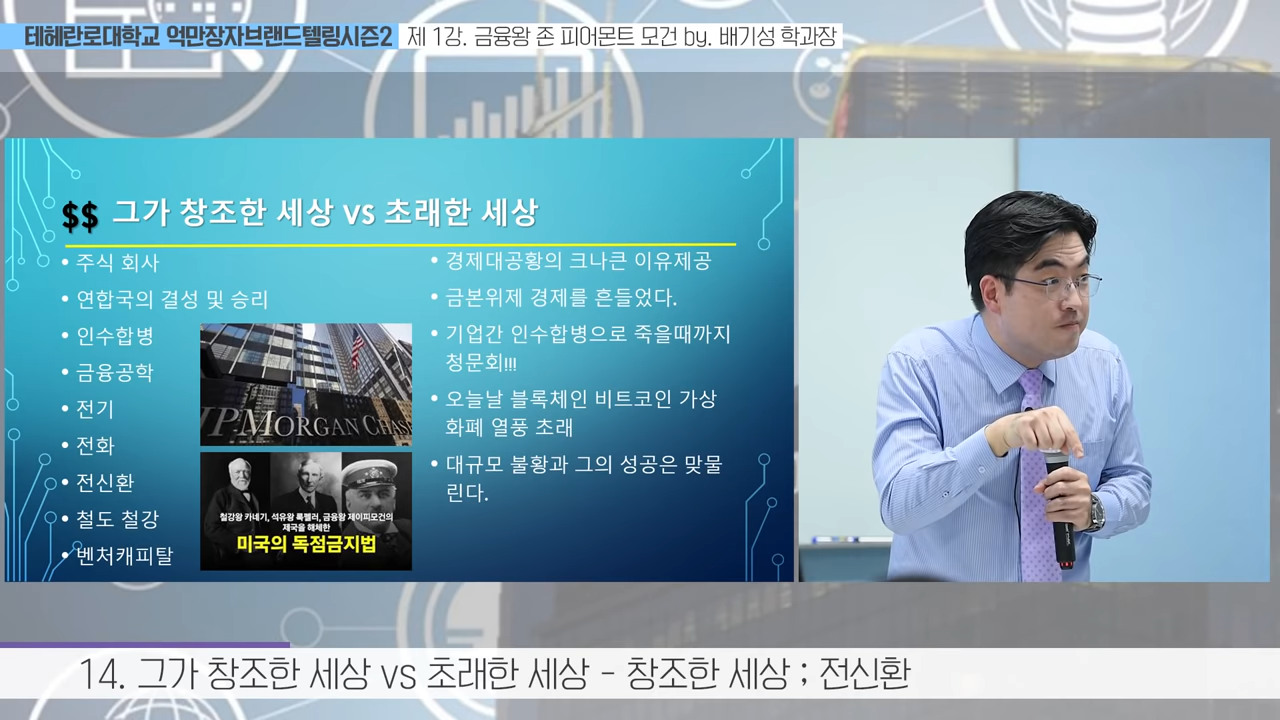 테헤란로대학교 억만장자브랜드텔링시즌2
제 1강. 금융왕 존 피어몬트 모건 by. 배기성 학과장
$$ 그가 창조한 세상 vs 초래한 세상
• 주식 회사
• 연합국의 결성 및 승리
• 인수합병
• 금융공학
• 전기
• 전화
• 전신환
• 철도 철강
• 벤처캐피탈
JPMORGAN CHAS
철강왕 카네기, 석유왕 록펠러, 금융왕 제이피모건의
제국을 해체한
미국의 독점금지법
• 경제대공황의 크나큰 이유제공
• 금본위제 경제를 흔들었다.
• 기업간 인수합병으로 죽을때까지
청문회!!!
• 오늘날 블록체인 비트코인 가상
화폐 열풍 초래
• 대규모 불황과 그의 성공은 맞물
린다.
14. 그가 창조한 세상 vs 초래한 세상 - 창조한 세상 ; 전신환